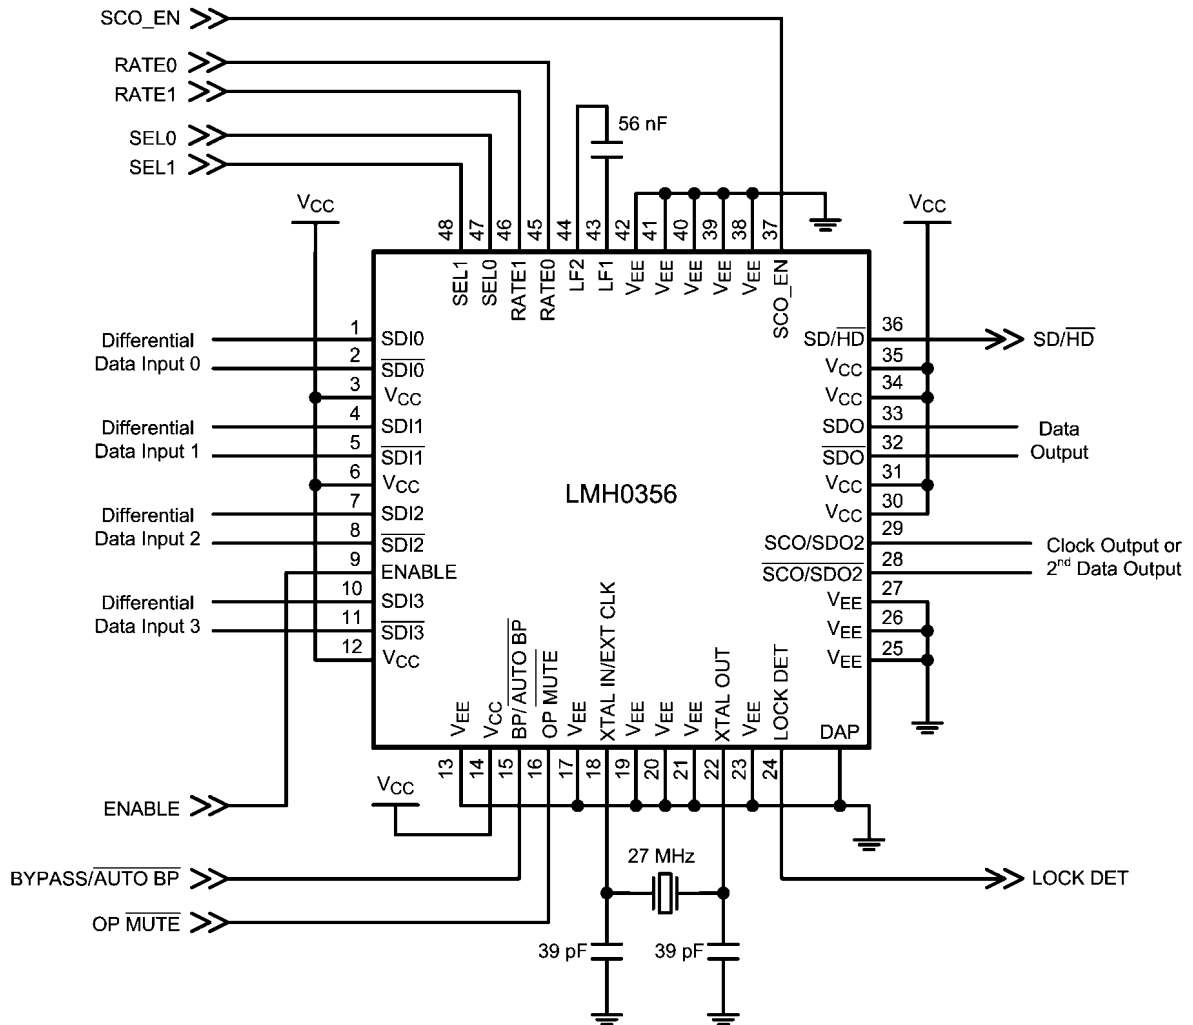 SCO_EN
RATE0
RATE1
SEL0
SEL1
56 nF
VCC
VCC
48
47
46
45
44
43
42
41
40
39
38
37
SEL1
SEL0
RATE1
RATE0
LF2
LF1
VEE
VEE
VEE
VEE
VEE
SCO_EN
Differential
Data Input 0
1
SDI0
2
SDI0
3
VCC
Differential
Data Input 1
4
SDI1
5
SDI1
6
VCC
Differential
Data Input 2
7
SDI2
8
SDI2
9
ENABLE
Differential
Data Input 3
10
SDI3
11
SDI3
12
VCC
LMH0356
SD/HD
36
SD/HD
VCC
35
VCC
34
SDO
33
SDO
32
Data
Output
VCC
31
VCC
30
SCO/SDO2
29
SCO/SDO2
28
Clock Output or
2nd Data Output
VEE
27
VEE
26
VEE
25
VEE
VCC
BP/AUTO BP
OP MUTE
VEE
XTAL IN/EXT CLK
VEE
VEE
VEE
XTAL OUT
VEE
LOCK DET
DAP
13
14
15
16
17
18
19
20
21
22
23
24
VCC
ENABLE
BYPASS/AUTO BP
OP MUTE
27 MHz
39 pF
39 pF
LOCK DET